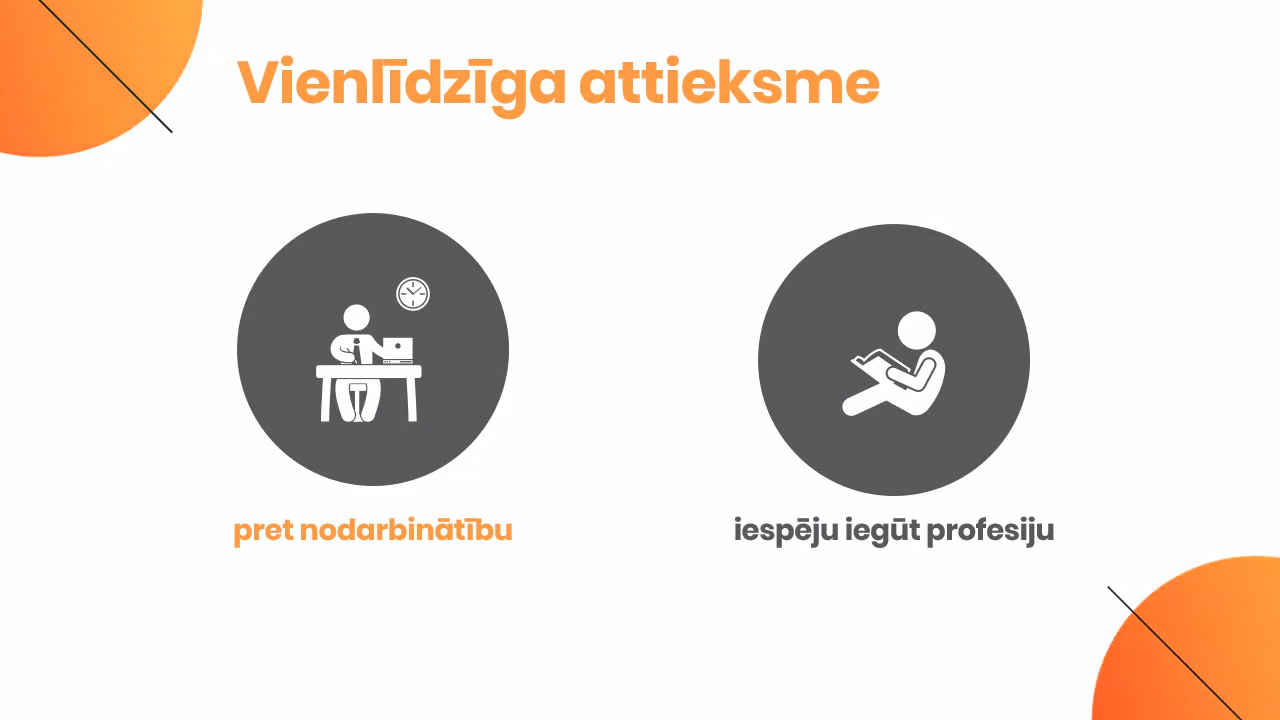 Vienlīdzīga attieksme
pret nodarbinātību
iespēju iegūt profesiju